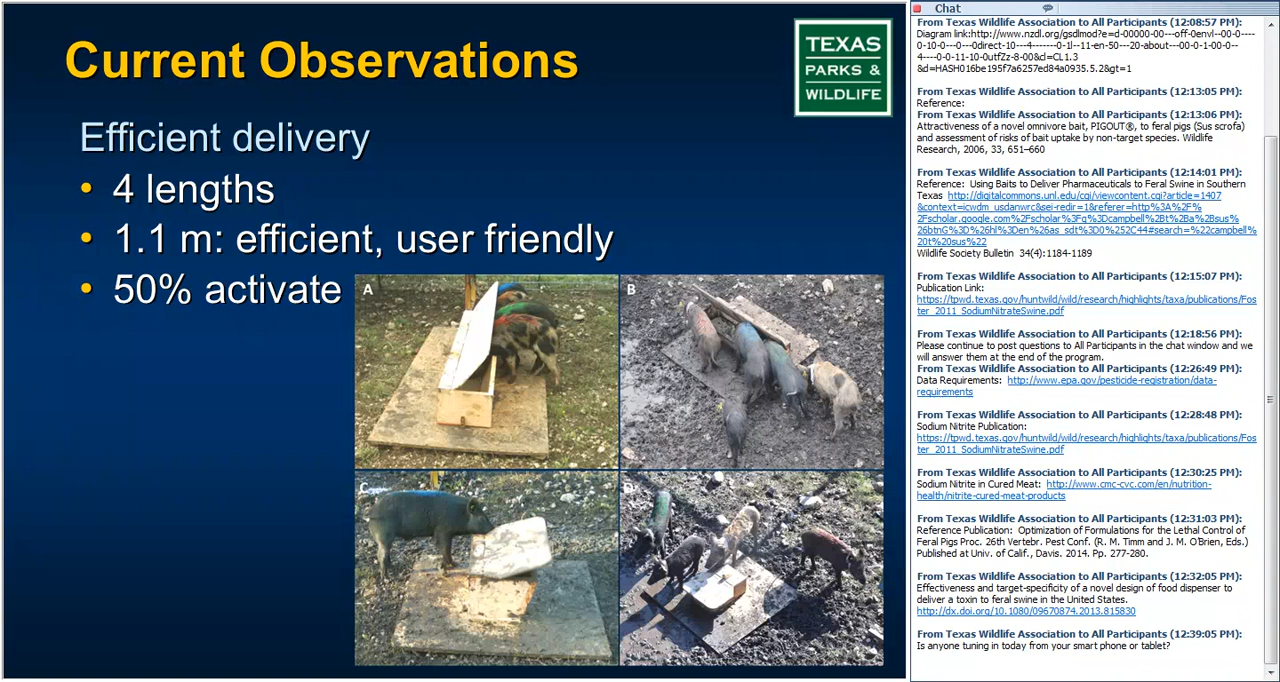 Current Observations
TEXAS
PARKS &
WILDLIFE
Efficient delivery
• 4 lengths
• 1.1 m: efficient, user friendly
• 50% activate
A
B
C
D
Chat
From Texas Wildlife Association to All Participants (12:08:57 PM):
Diagram link:http://www.nzdl.org/gsdlmod?e=d-00000-00---off-0envl--00-0----
0-10-0---0---0direct-10---4-------0-1l--11-en-50---20-about---00-0-1-00-0--
4----0-0-11-10-0utfZz-8-00&cl=CL1.3
&d=HASH016be195f7a6257ed84a0935.5.2&gt=1
From Texas Wildlife Association to All Participants (12:13:05 PM):
Reference:
From Texas Wildlife Association to All Participants (12:13:06 PM):
Attractiveness of a novel omnivore bait, PIGOUT®, to feral pigs (Sus scrofa)
and assessment of risks of bait uptake by non-target species. Wildlife
Research, 2006, 33, 651–660
From Texas Wildlife Association to All Participants (12:14:01 PM):
Reference: Using Baits to Deliver Pharmaceuticals to Feral Swine in Southern
Texas http://digitalcommons.unl.edu/cgi/viewcontent.cgi?article=1407
&context=icwdm_usdanwrc&sei-redir=1&referer=http%3A%2F%
2Fscholar.google.com%2Fscholar%3Fq%3Dcampbell%2Bt%2Ba%2Bsus%
26btnG%3D%26hl%3Den%26as_sdt%3D0%252C44#search=%22campbell%
20t%20sus%22
Wildlife Society Bulletin 34(4):1184-1189
From Texas Wildlife Association to All Participants (12:15:07 PM):
Publication Link:
https://tpwd.texas.gov/huntwild/wild/research/highlights/taxa/publications/Fos
ter_2011_SodiumNitrateSwine.pdf
From Texas Wildlife Association to All Participants (12:18:56 PM):
Please continue to post questions to All Participants in the chat window and we
will answer them at the end of the program.
From Texas Wildlife Association to All Participants (12:26:49 PM):
Data Requirements: http://www.epa.gov/pesticide-registration/data-
requirements
From Texas Wildlife Association to All Participants (12:28:48 PM):
Sodium Nitrite Publication:
https://tpwd.texas.gov/huntwild/wild/research/highlights/taxa/publications/Fos
ter_2011_SodiumNitrateSwine.pdf
From Texas Wildlife Association to All Participants (12:30:25 PM):
Sodium Nitrite in Cured Meat: http://www.cmc-cvc.com/en/nutrition-
health/nitrite-cured-meat-products
From Texas Wildlife Association to All Participants (12:31:03 PM):
Reference Publication: Optimization of Formulations for the Lethal Control of
Feral Pigs Proc. 26th Vertebr. Pest Conf. (R. M. Timm and J. M. O'Brien, Eds.)
Published at Univ. of Calif., Davis. 2014. Pp. 277-280.
From Texas Wildlife Association to All Participants (12:32:05 PM):
Effectiveness and target-specificity of a novel design of food dispenser to
deliver a toxin to feral swine in the United States.
http://dx.doi.org/10.1080/09670874.2013.815830
From Texas Wildlife Association to All Participants (12:39:05 PM):
Is anyone tuning in today from your smart phone or tablet?